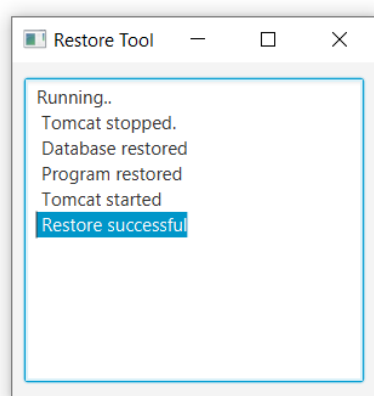 Restore Tool
Running..
Tomcat stopped.
Database restored
Program restored
Tomcat started
Restore successful